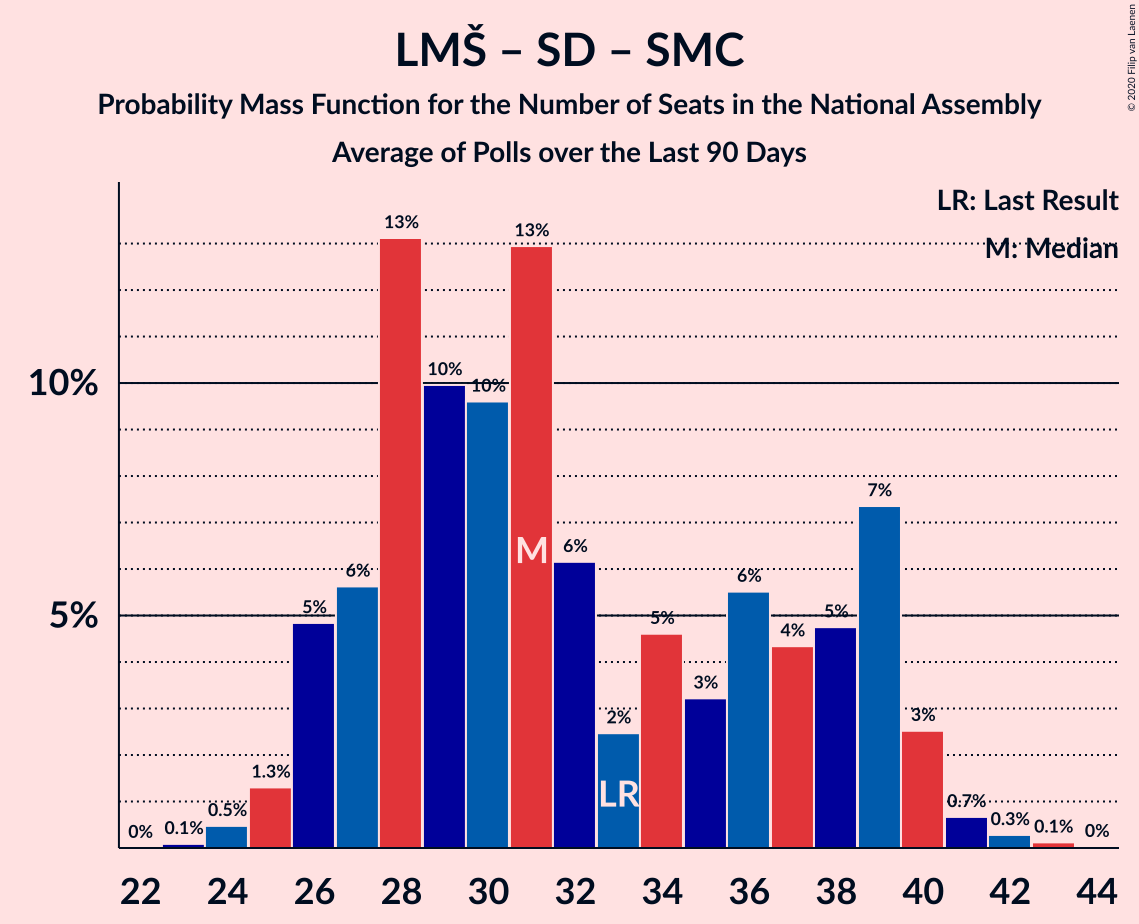 LMŠ – SD – SMC
Probability Mass Function for the Number of Seats in the National Assembly
Average of Polls over the Last 90 Days
© 2020 Filip van Laenen
LR: Last Result
M: Median
10%
5%
0%
0.1%
0.5%
1.3%
5%
6%
13%
10%
10%
13%
6%
2%
5%
3%
6%
4%
5%
7%
3%
0.7%
0.3%
0.1%
0%
M
LR
22 24 26 28 30 32 34 36 38 40 42 44